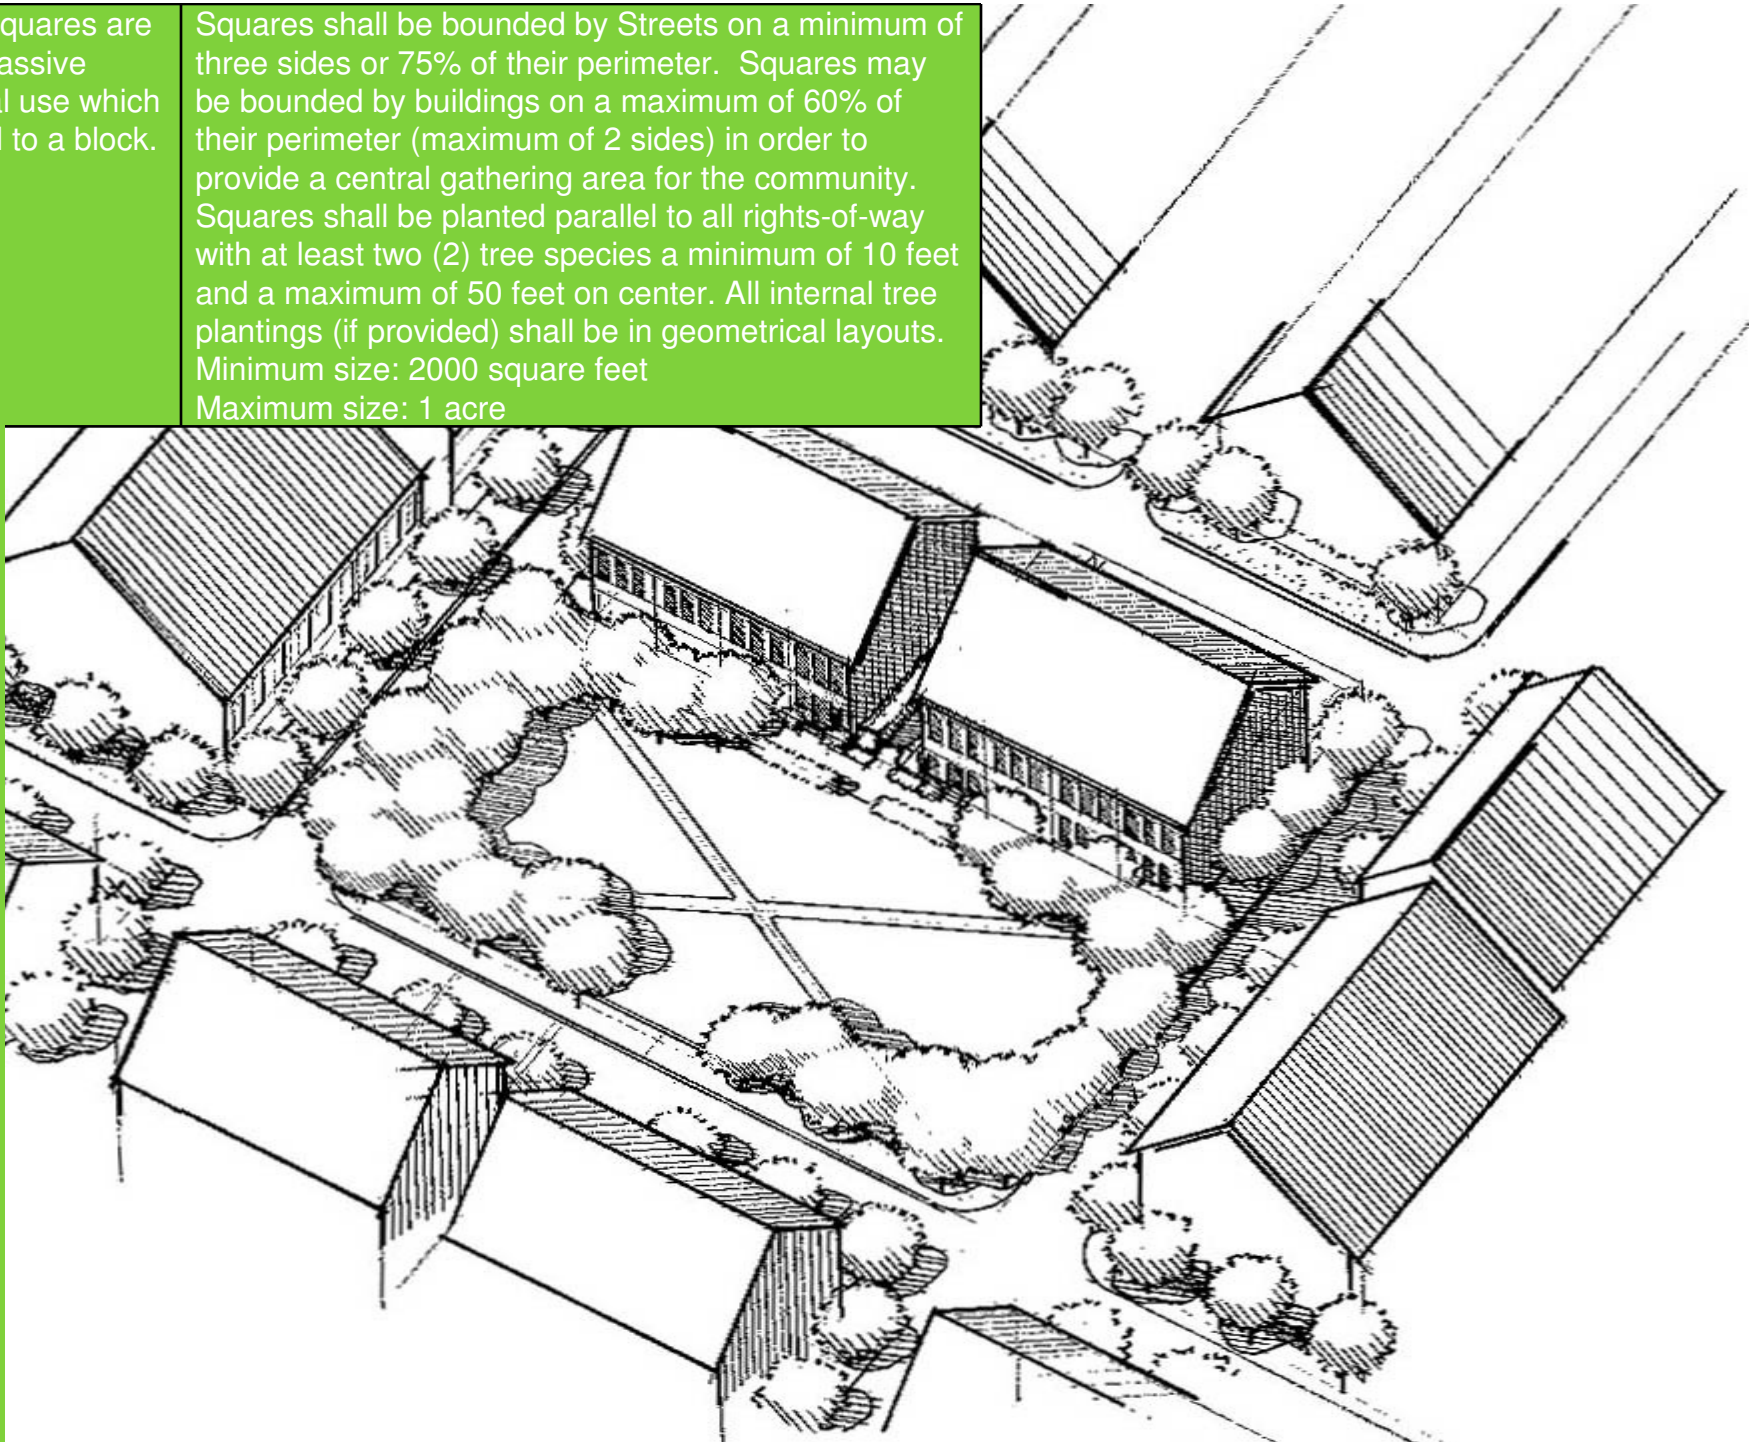 quares are
assive
l use which
to a block.
Squares shall be bounded by Streets on a minimum of
three sides or 75% of their perimeter.  Squares may
be bounded by buildings on a maximum of 60% of
their perimeter (maximum of 2 sides) in order to
provide a central gathering area for the community.
Squares shall be planted parallel to all rights-of-way
with at least two (2) tree species a minimum of 10 feet
and a maximum of 50 feet on center. All internal tree
plantings (if provided) shall be in geometrical layouts.
Minimum size: 2000 square feet
Maximum size: 1 acre